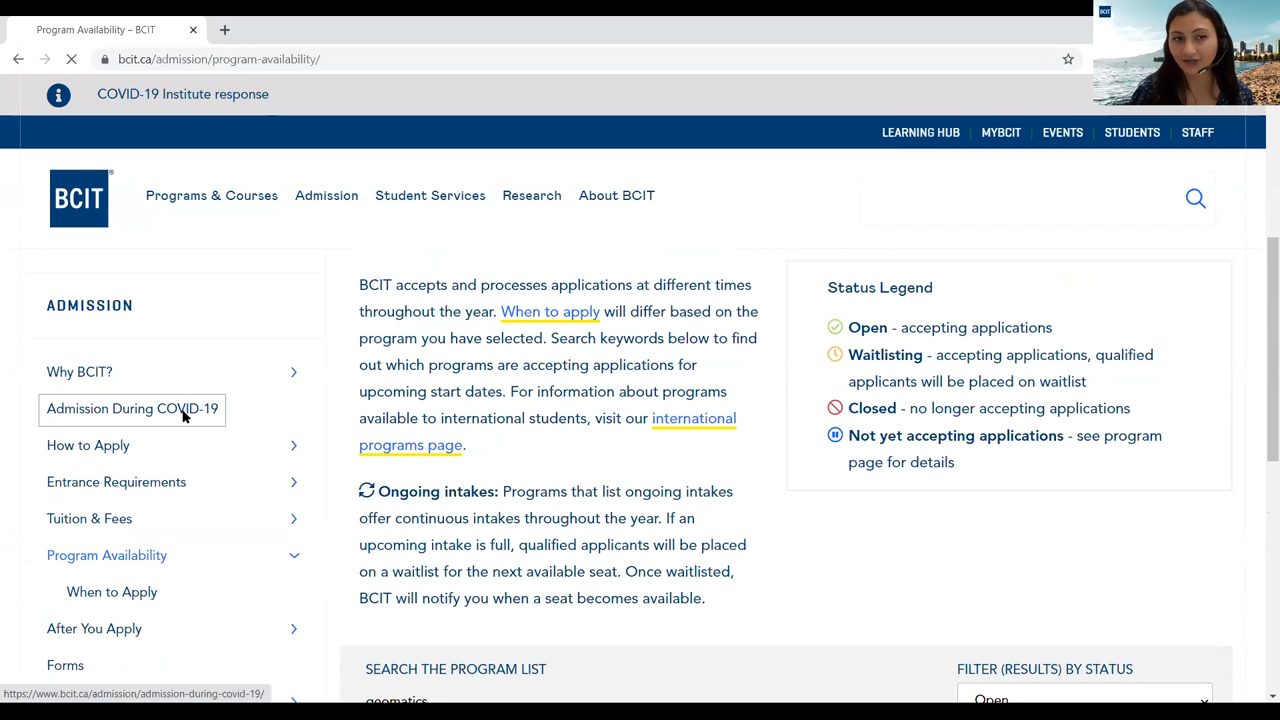 Program Availability – BCIT
bcit.ca/admission/program-availability/
BCIT
COVID-19 Institute response
LEARNING HUB
MYBCIT
EVENTS
STUDENTS
STAFF
BCIT
Programs & Courses
Admission
Student Services
Research
About BCIT
ADMISSION
Why BCIT?
Admission During COVID-19
How to Apply
Entrance Requirements
Tuition & Fees
Program Availability
When to Apply
After You Apply
Forms
https://www.bcit.ca/admission/admission-during-covid-19/
BCIT accepts and processes applications at different times
throughout the year. When to apply will differ based on the
program you have selected. Search keywords below to find
out which programs are accepting applications for
upcoming start dates. For information about programs
available to international students, visit our international
programs page.
Ongoing intakes: Programs that list ongoing intakes
offer continuous intakes throughout the year. If an
upcoming intake is full, qualified applicants will be placed
on a waitlist for the next available seat. Once waitlisted,
BCIT will notify you when a seat becomes available.
Status Legend
Open - accepting applications
Waitlisting - accepting applications, qualified
applicants will be placed on waitlist
Closed - no longer accepting applications
Not yet accepting applications - see program
page for details
SEARCH THE PROGRAM LIST
geomatics
FILTER (RESULTS) BY STATUS
Open